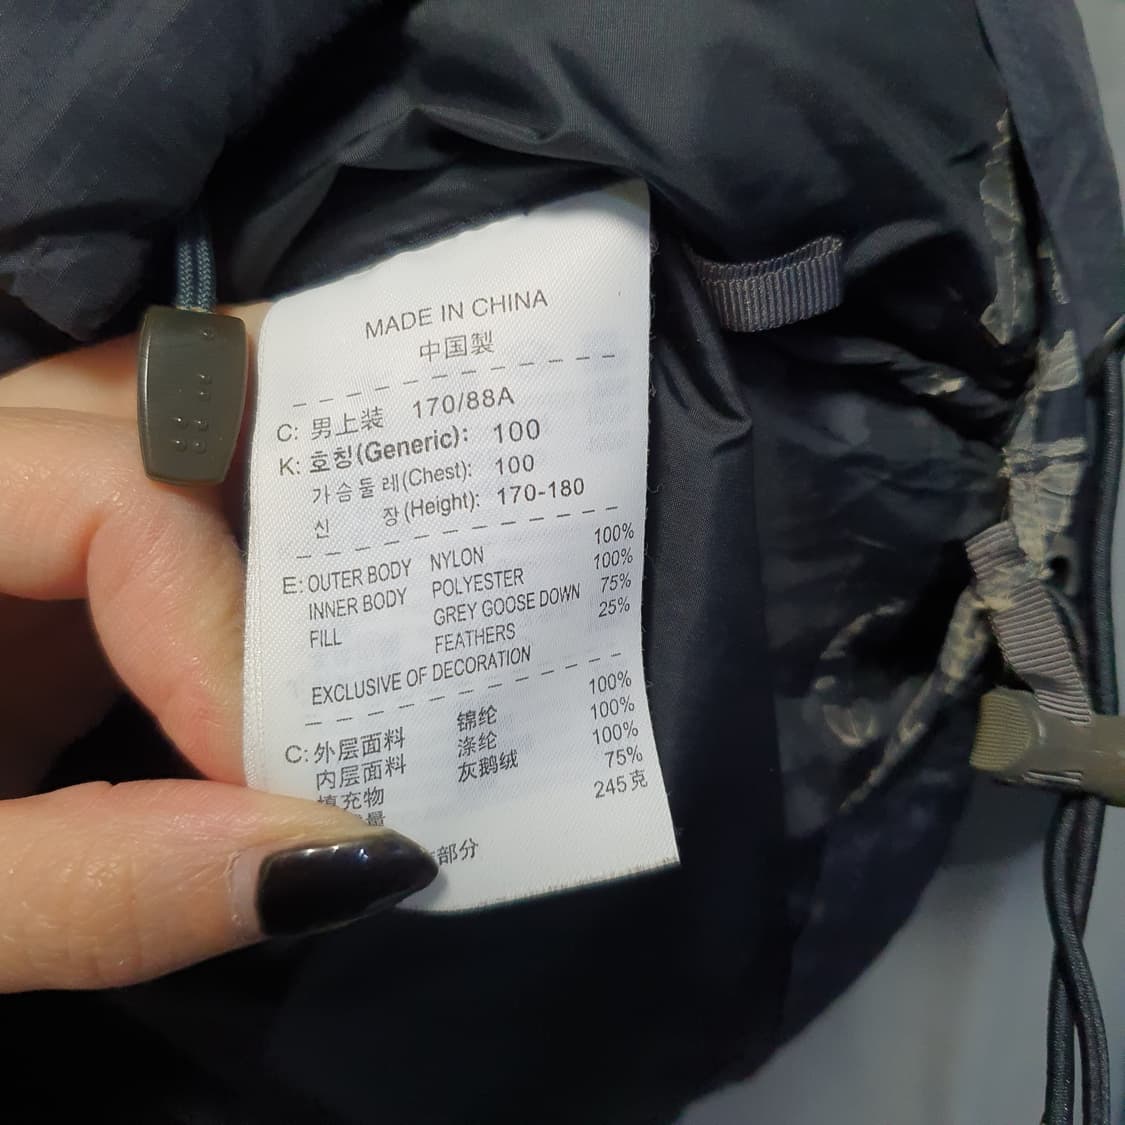 MADE IN CHINA
中国製
C: 男上装 170/88A
K: 호칭(Generic): 100
가슴둘레(Chest): 100
신 장(Height): 170-180
E: OUTER BODY NYLON 100%
INNER BODY POLYESTER 100%
FILL GREY GOOSE DOWN 75%
FEATHERS 25%
EXCLUSIVE OF DECORATION
C: 外层面料 锦纶 100%
内层面料 涤纶 100%
填充物 灰鹅绒 100%
量 75%
245克
部分